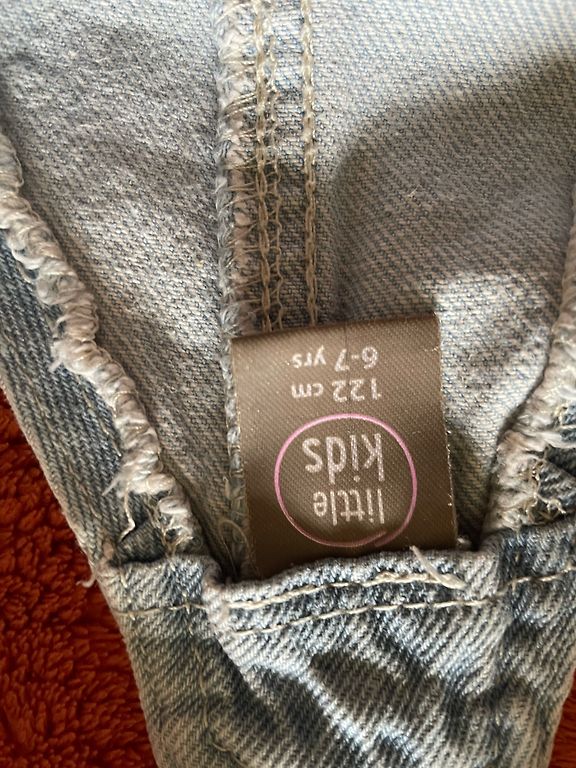 little
kids
122 cm
6-7 yrs